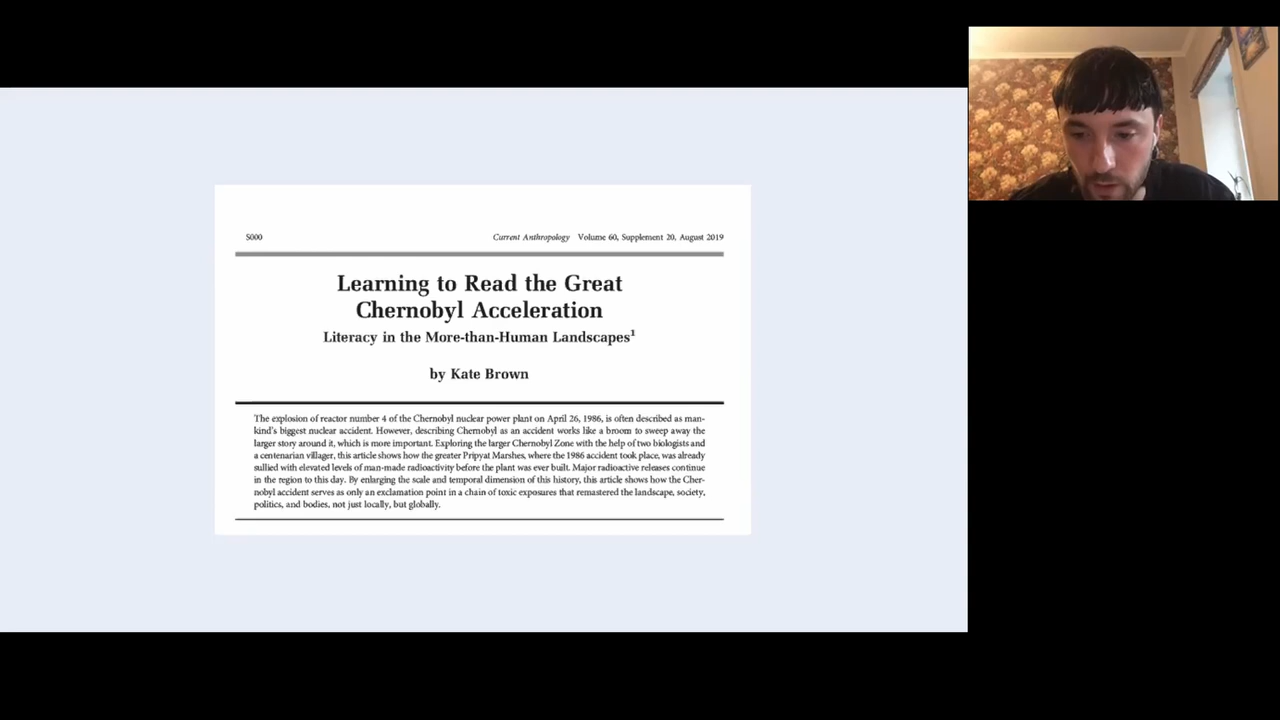 S000
Current Anthropology Volume 60, Supplement 20, August 2019
Learning to Read the Great
Chernobyl Acceleration
Literacy in the More-than-Human Landscapes¹
by Kate Brown
The explosion of reactor number 4 of the Chernobyl nuclear power plant on April 26, 1986, is often described as man-
kind's biggest nuclear accident. However, describing Chernobyl as an accident works like a broom to sweep away the
larger story around it, which is more important. Exploring the larger Chernobyl Zone with the help of two biologists and
a centenarian villager, this article shows how the greater Pripyat Marshes, where the 1986 accident took place, was already
sullied with elevated levels of man-made radioactivity before the plant was ever built. Major radioactive releases continue
in the region to this day. By enlarging the scale and temporal dimension of this history, this article shows how the Cher-
nobyl accident serves as only an exclamation point in a chain of toxic exposures that remastered the landscape, society,
politics, and bodies, not just locally, but globally.